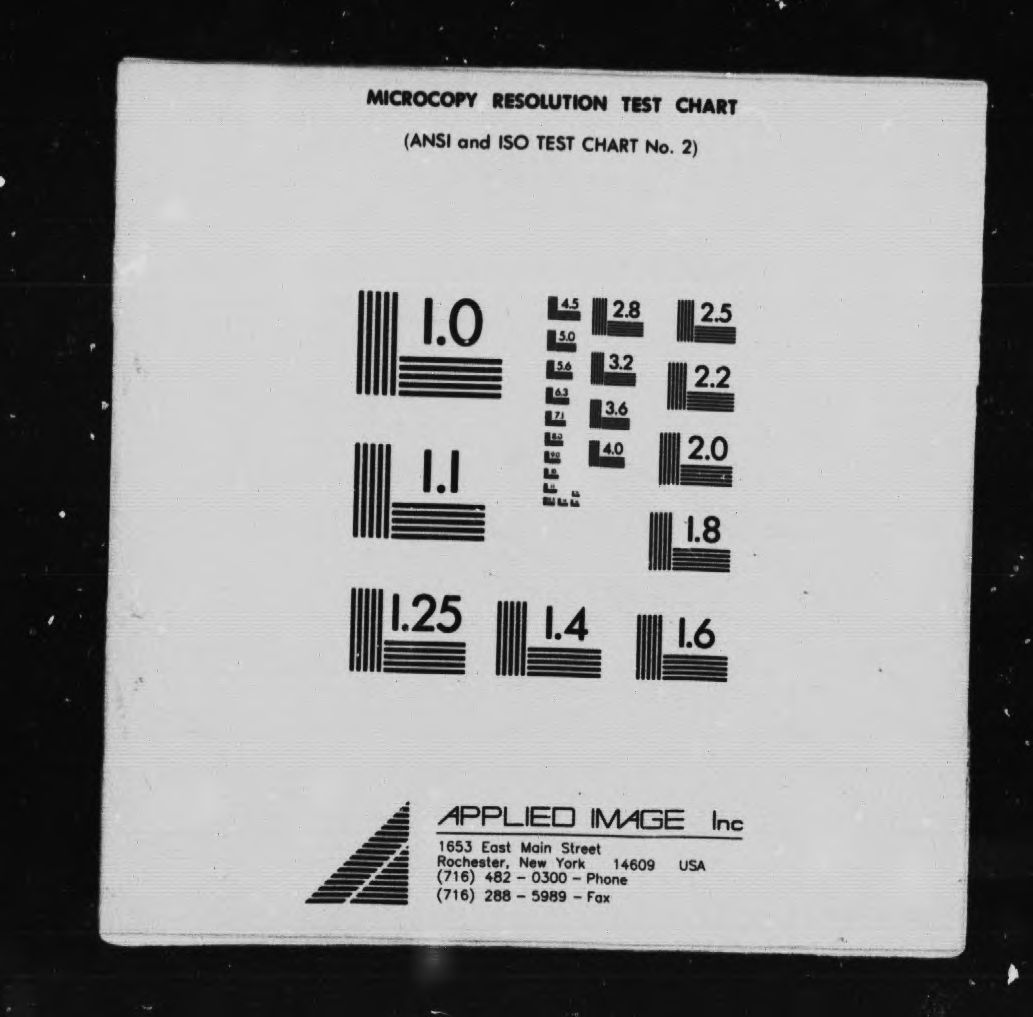 MICROCOPY RESOLUTION TEST CHART
(ANSI and ISO TEST CHART No. 2)
1.0
4.5 2.8 2.5
5.0
5.6 3.2 2.2
6.3
7.1 3.6
8.0
9.0 4.0 2.0
1.1
1.8
1.25 1.4 1.6
APPLIED IMAGE Inc
1653 East Main Street
Rochester, New York 14609 USA
(716) 482 - 0300 - Phone
(716) 288 - 5989 - Fax